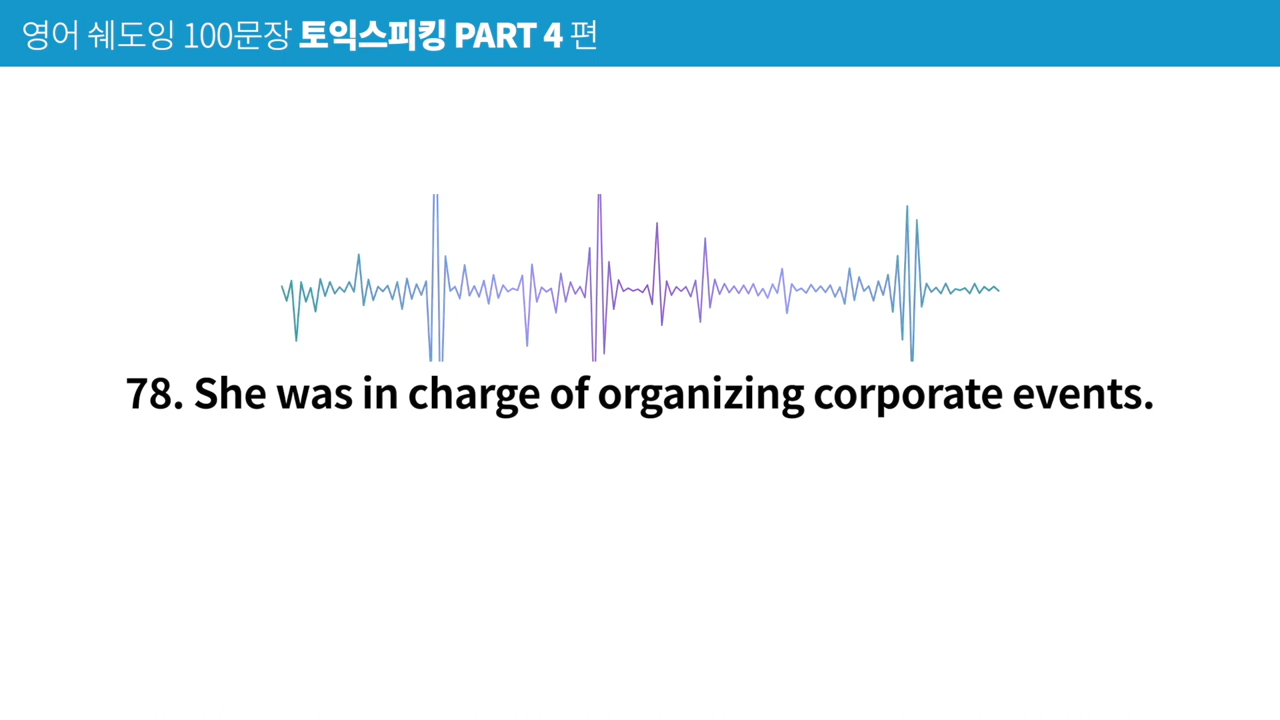 영어 쉐도잉 100문장 토익스피킹 PART 4 편
78. She was in charge of organizing corporate events.